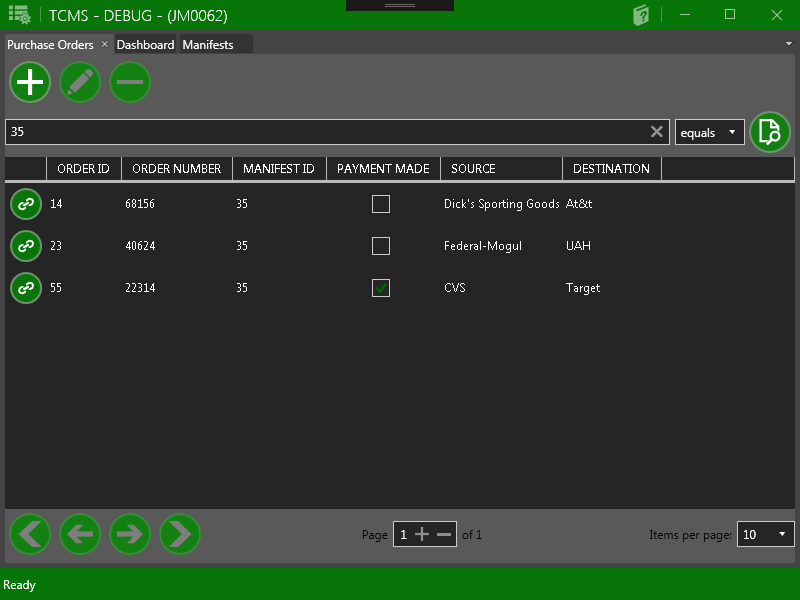 TCMS - DEBUG - (JM0062)
Purchase Orders × Dashboard Manifests
35 equals
ORDER ID ORDER NUMBER MANIFEST ID PAYMENT MADE SOURCE DESTINATION
14 68156 35 Dick's Sporting Goods At&t
23 40624 35 Federal-Mogul UAH
55 22314 35 CVS Target
Page 1 of 1 Items per page: 10
Ready